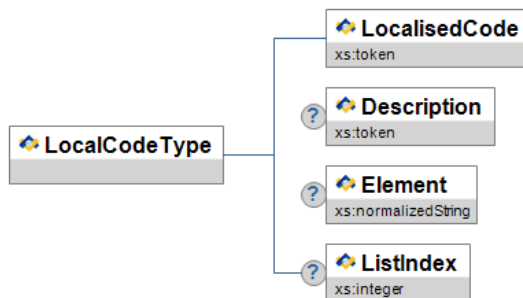 LocalisedCode
xs:token
? Description
xs:token
LocalCodeType
? Element
xs:normalizedString
? ListIndex
xs:integer